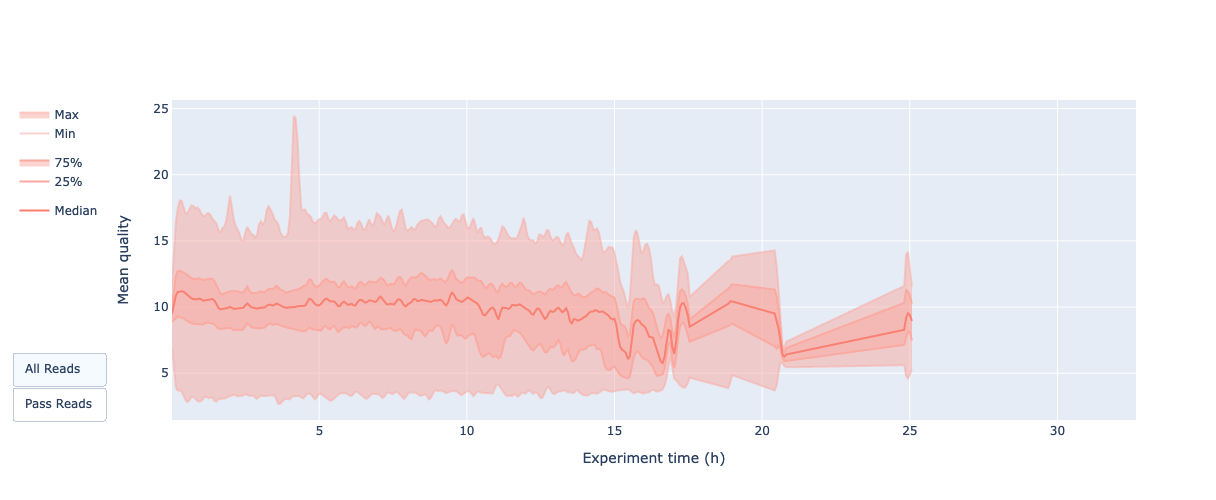 Max
Min
75%
25%
Median
All Reads
Pass Reads
Mean quality
25
20
15
10
5
5
10
15
20
25
30
Experiment time (h)